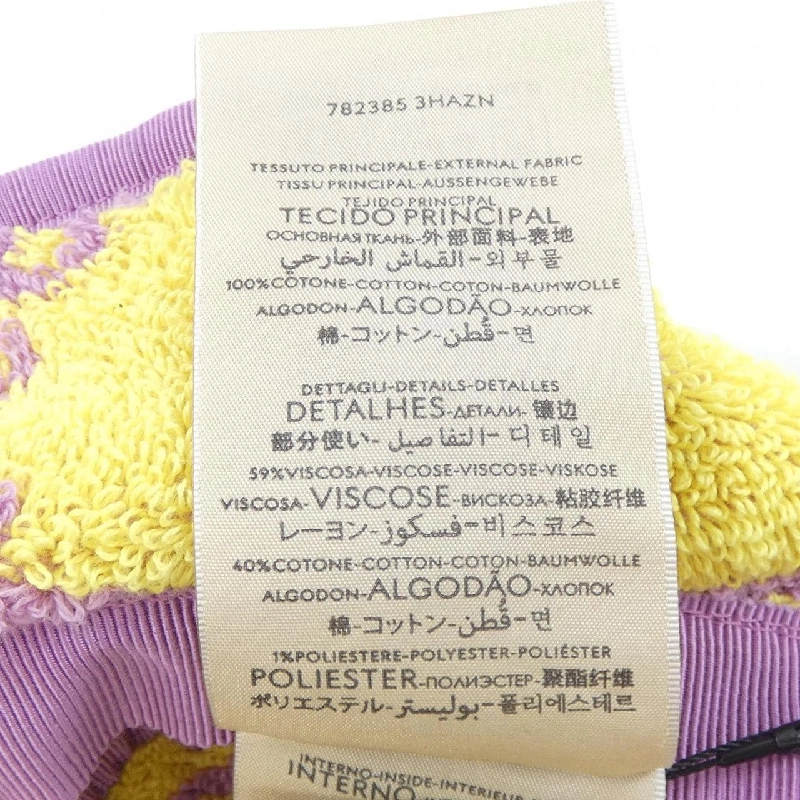 782385 3HAZN
TESSUTO PRINCIPALE-EXTERNAL FABRIC
TISSU PRINCIPAL-AUSSENGEWEBE
TEJIDO PRINCIPAL
TECIDO PRINCIPAL
ОСНОВНАЯ ТКАНЬ-外部面料-表地
القماش الخارجي-외부물
100%COTONE-COTTON-COTON-BAUMWOLLE
ALGODON-ALGODÃO-ХЛОПОК
棉-コットン-قُطن-면
DETTAGLI-DETAILS-DETALLES
DETALHES-ДЕТАЛИ-镶边
部分使い-التفاصيل-디테일
59%VISCOSA-VISCOSE-VISCOSE-VISKOSE
VISCOSA-VISCOSE-ВИСКОЗА-粘胶纤维
レーヨン-فسكوز-비스코스
40%COTONE-COTTON-COTON-BAUMWOLLE
ALGODON-ALGODÃO-ХЛОПОК
棉-コットン-قُطن-면
1%POLIESTERE-POLYESTER-POLIÉSTER
POLIESTER-ПОЛИЭСТЕР-聚酯纤维
ポリエステル-بوليستر-폴리에스테르
INTERNO-INSIDE-INTERIEUR
INTERNO